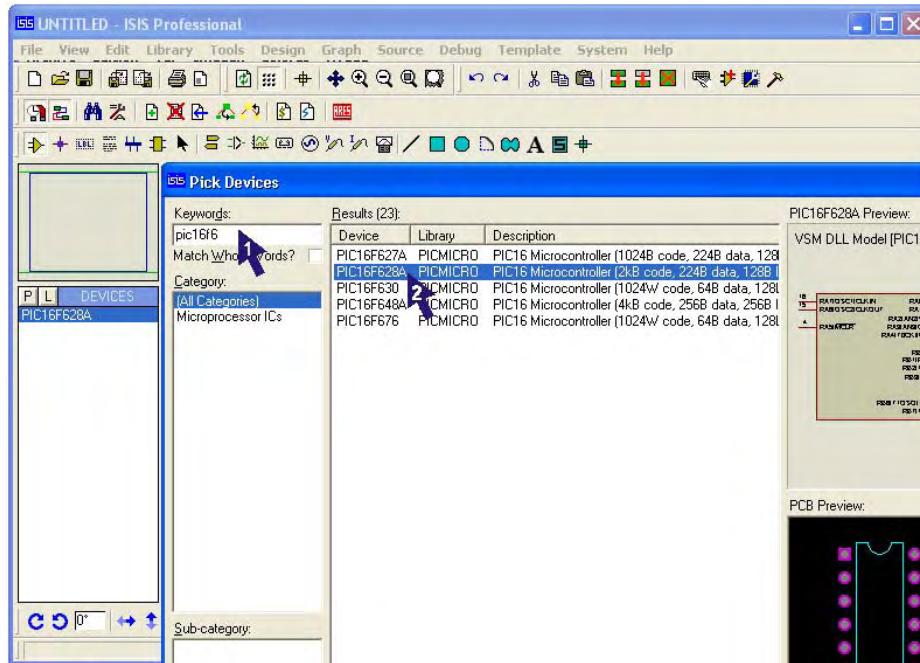 ISIS UNTITLED - ISIS Professional
File View Edit Library Tools Design Graph Source Debug Template System Help
LBL
ARES
A
ISIS Pick Devices
Keywords:
pic16f6
1
Match Whole Words?
Category:
(All Categories)
Microprocessor ICs
Sub-category:
P L DEVICES
PIC16F628A
0°
Results (23):
Device Library Description
PIC16F627A PICMICRO PIC16 Microcontroller (1024B code, 224B data, 128
PIC16F628A PICMICRO PIC16 Microcontroller (2kB code, 224B data, 128B
2
PIC16F630 PICMICRO PIC16 Microcontroller (1024W code, 64B data, 128
PIC16F648A PICMICRO PIC16 Microcontroller (4kB code, 256B data, 256B
PIC16F676 PICMICRO PIC16 Microcontroller (1024W code, 64B data, 128
PIC16F628A Preview:
VSM DLL Model [PIC1
PCB Preview: